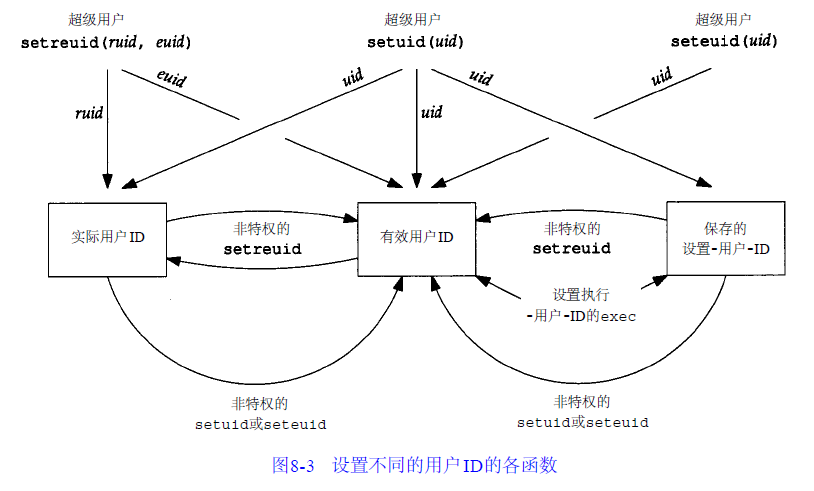 超级用户
超级用户
超级用户
setreuid(ruid, euid)
setuid(uid)
seteuid(uid)
euid
uid
uid
uid
ruid
uid
实际用户ID
非特权的
setreuid
有效用户ID
非特权的
setreuid
保存的
设置-用户-ID
设置执行
-用户-ID的exec
非特权的
setuid或seteuid
非特权的
setuid或seteuid
图8-3 设置不同的用户ID的各函数